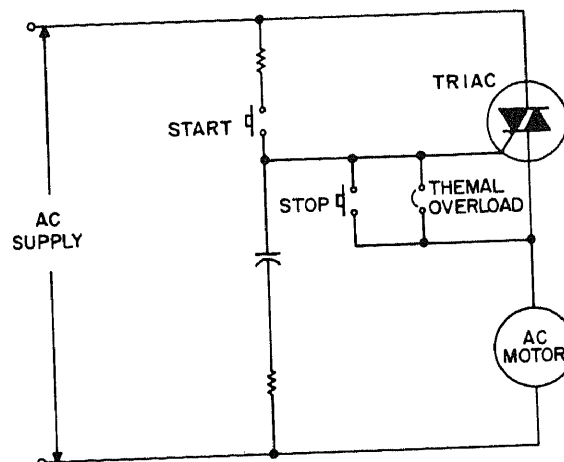 TRIAC
START
STOP
THEMAL
OVERLOAD
AC
SUPPLY
AC
MOTOR